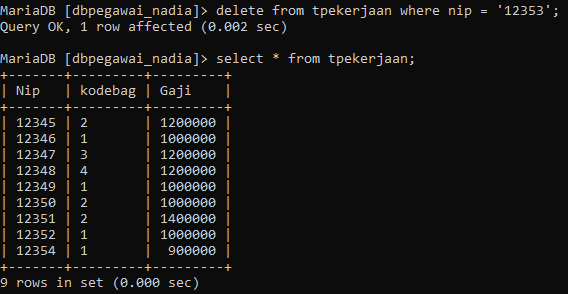 MariaDB [dbpegawai_nadia]> delete from tpekerjaan where nip = '12353';
Query OK, 1 row affected (0.002 sec)
MariaDB [dbpegawai_nadia]> select * from tpekerjaan;
+-------+---------+---------+
| Nip   | kodebag | Gaji    |
+-------+---------+---------+
| 12345 | 2       | 1200000 |
| 12346 | 1       | 1000000 |
| 12347 | 3       | 1200000 |
| 12348 | 4       | 1200000 |
| 12349 | 1       | 1000000 |
| 12350 | 2       | 1000000 |
| 12351 | 2       | 1400000 |
| 12352 | 1       | 1000000 |
| 12354 | 1       |  900000 |
+-------+---------+---------+
9 rows in set (0.000 sec)